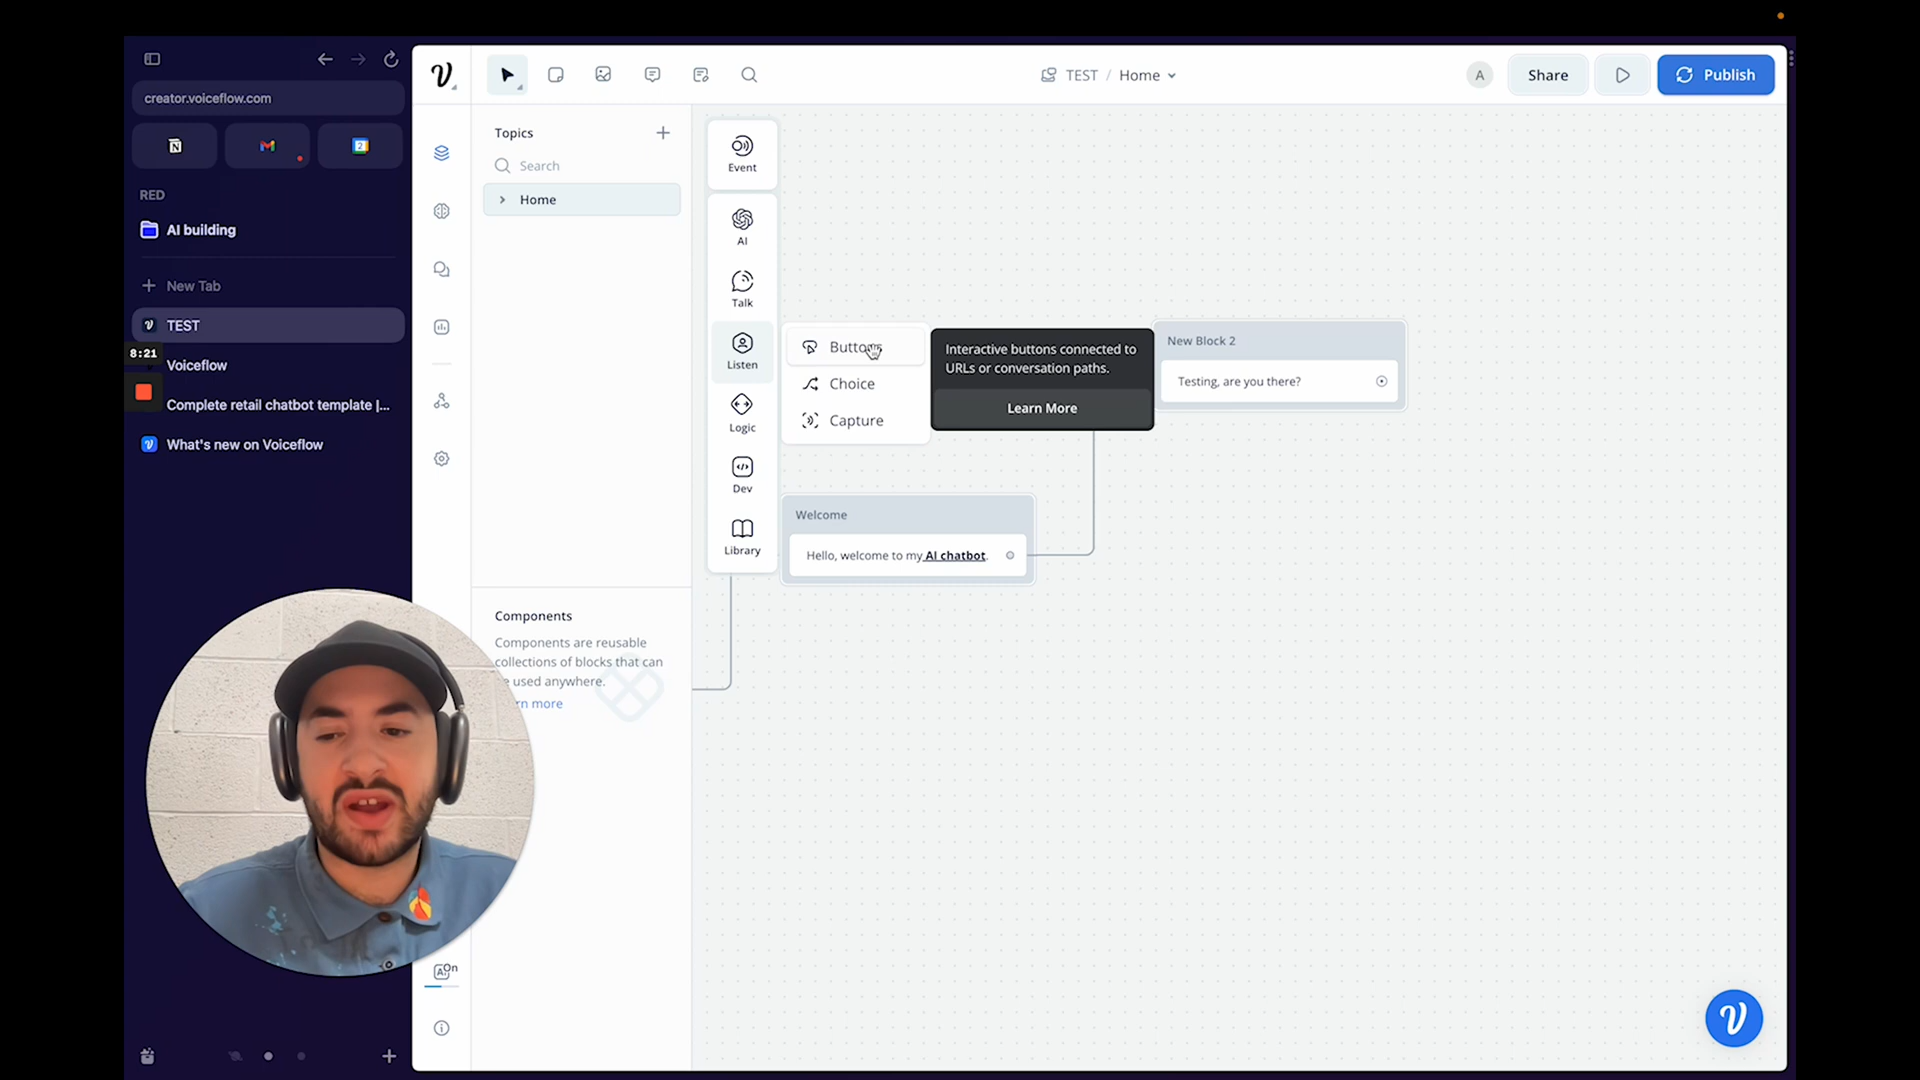 creator.voiceflow.com
RED
AI building
New Tab
TEST
8:21
Voiceflow
Complete retail chatbot template |...
What's new on Voiceflow
TEST / Home
A
Share
Publish
Topics
Search
Home
Event
AI
Talk
Listen
Logic
Dev
Library
Buttons
Choice
Capture
Interactive buttons connected to
URLs or conversation paths.
Learn More
New Block 2
Testing, are you there?
Welcome
Hello, welcome to my AI chatbot.
Components
Components are reusable
collections of blocks that can
used anywhere.
more
On